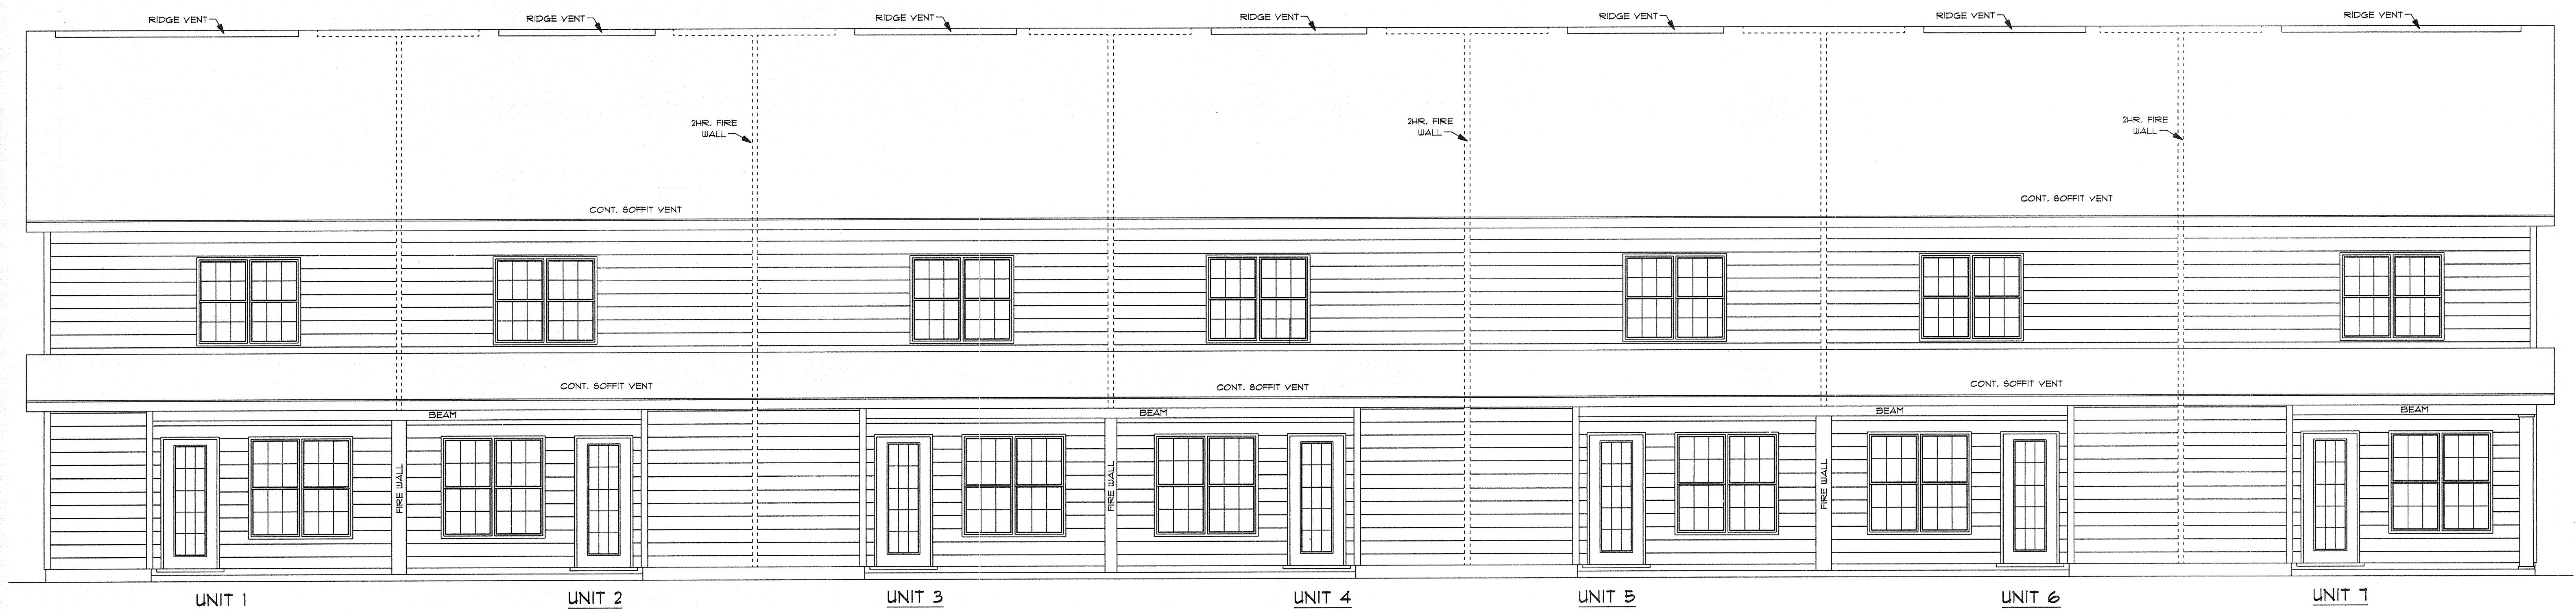 RIDGE VENT
RIDGE VENT
RIDGE VENT
RIDGE VENT
RIDGE VENT
RIDGE VENT
RIDGE VENT
2HR. FIRE
WALL
2HR. FIRE
WALL
2HR. FIRE
WALL
CONT. SOFFIT VENT
CONT. SOFFIT VENT
CONT. SOFFIT VENT
CONT. SOFFIT VENT
CONT. SOFFIT VENT
BEAM
BEAM
BEAM
BEAM
FIRE WALL
FIRE WALL
FIRE WALL
UNIT 1
UNIT 2
UNIT 3
UNIT 4
UNIT 5
UNIT 6
UNIT 7